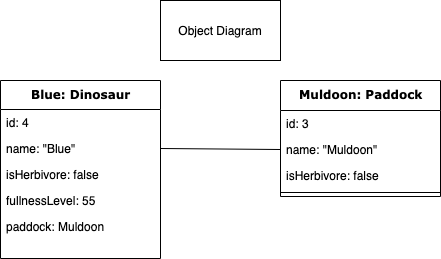 Object Diagram
Blue: Dinosaur
id: 4
name: "Blue"
isHerbivore: false
fullnessLevel: 55
paddock: Muldoon
Muldoon: Paddock
id: 3
name: "Muldoon"
isHerbivore: false